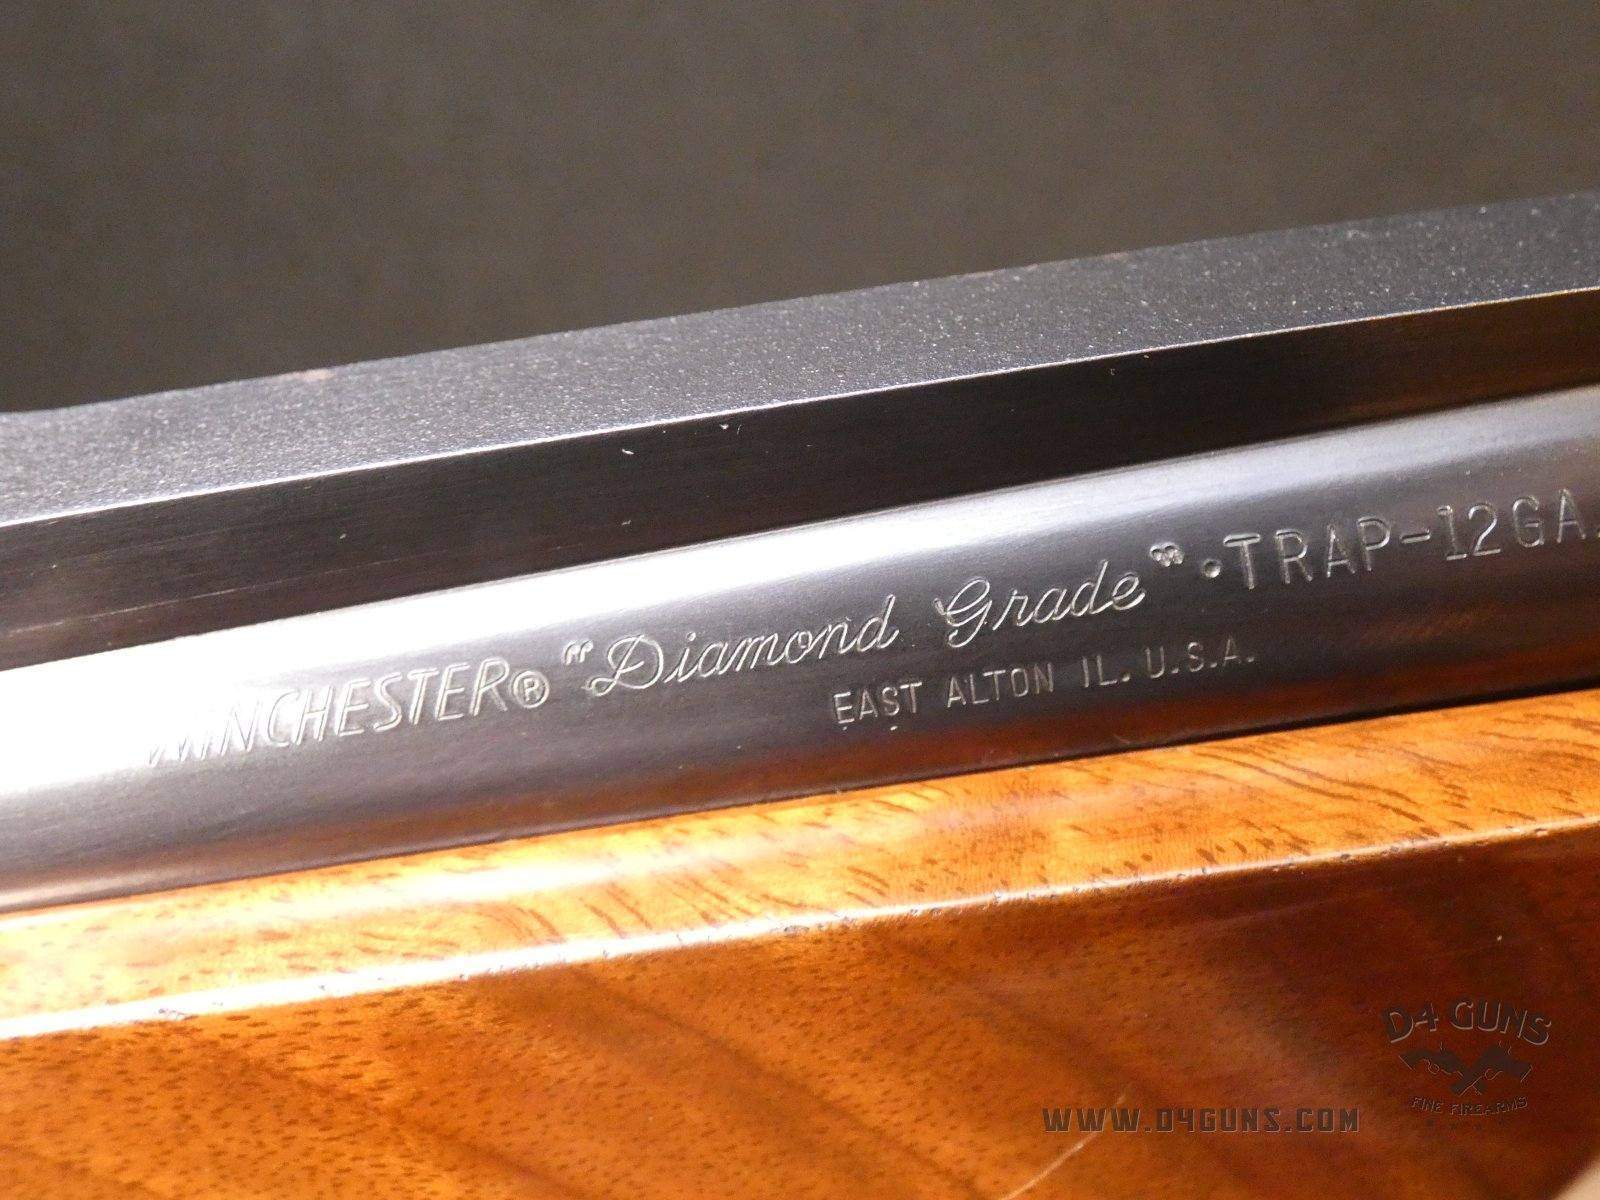 WINCHESTER® "Diamond Grade" • TRAP-12GA.
EAST ALTON IL. U.S.A.
D4 GUNS
FINE FIREARMS
WWW.D4GUNS.COM